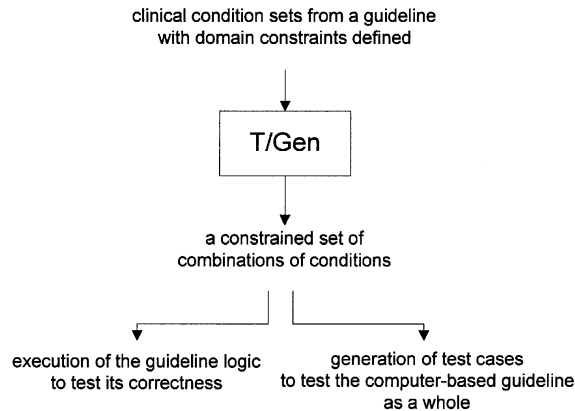 clinical condition sets from a guideline
with domain constraints defined
T/Gen
a constrained set of
combinations of conditions
execution of the guideline logic
to test its correctness
generation of test cases
to test the computer-based guideline
as a whole